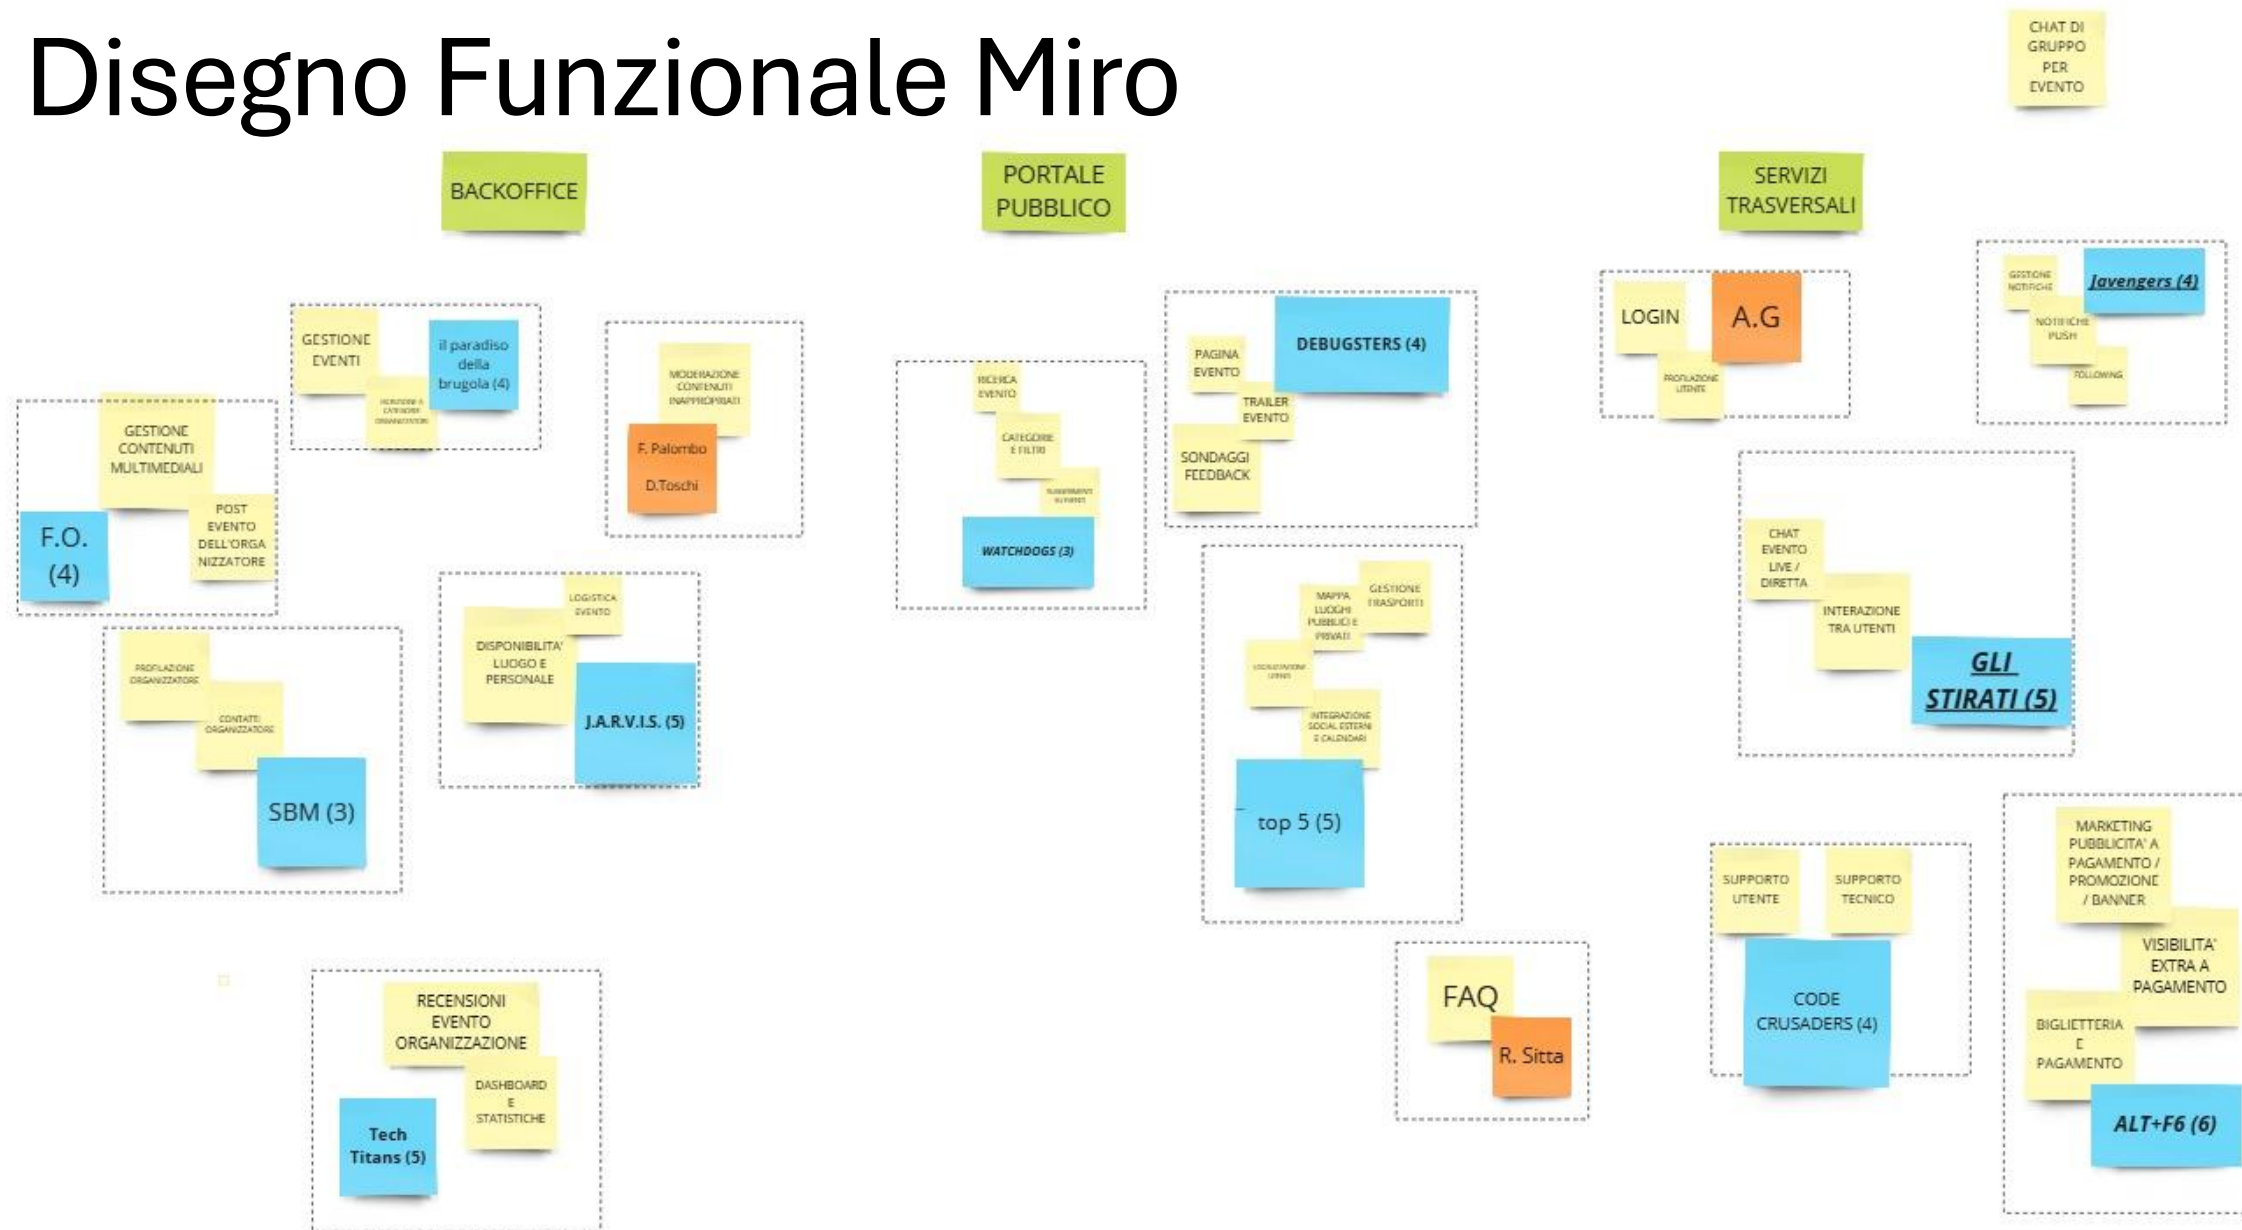 Disegno Funzionale Miro
CHAT DI
GRUPPO
PER
EVENTO
BACKOFFICE
PORTALE
PUBBLICO
SERVIZI
TRASVERSALI
GESTIONE
EVENTI
il paradiso
della
brugola (4)
CATEGORIE
MODERAZIONE
CONTENUTI
INAPPROPRIATI
F. Palombo
D.Toschi
GESTIONE
CONTENUTI
MULTIMEDIALI
POST
EVENTO
DELL'ORGA
NIZZATORE
F.O.
(4)
PROFILAZIONE
ORGANIZZATORE
CONTATTI
ORGANIZZATORE
SBM (3)
LOGISTICA
EVENTO
DISPONIBILITA'
LUOGO E
PERSONALE
J.A.R.V.I.S. (5)
RECENSIONI
EVENTO
ORGANIZZAZIONE
DASHBOARD
E
STATISTICHE
Tech
Titans (5)
RICERCA
EVENTO
CATEGORIE
E FILTRI
WATCHDOGS (3)
DEBUGSTERS (4)
PAGINA
EVENTO
TRAILER
EVENTO
SONDAGGI
FEEDBACK
GESTIONE
TRASPORTI
MAPPA
LUOGHI
PUBBLICI E
PRIVATI
LOCALIZZAZIONE
UTENTI
INTEGRAZIONE
SOCIAL ESTERNI
E CALENDARI
top 5 (5)
FAQ
R. Sitta
LOGIN
A.G
PROFILAZIONE
UTENTE
GESTIONE
NOTIFICHE
Javengers (4)
NOTIFICHE
PUSH
FOLLOWING
CHAT
EVENTO
LIVE /
DIRETTA
INTERAZIONE
TRA UTENTI
GLI
STIRATI (5)
SUPPORTO
UTENTE
SUPPORTO
TECNICO
CODE
CRUSADERS (4)
MARKETING
PUBBLICITA' A
PAGAMENTO /
PROMOZIONE
/ BANNER
VISIBILITA'
EXTRA A
PAGAMENTO
BIGLIETTERIA
E
PAGAMENTO
ALT+F6 (6)